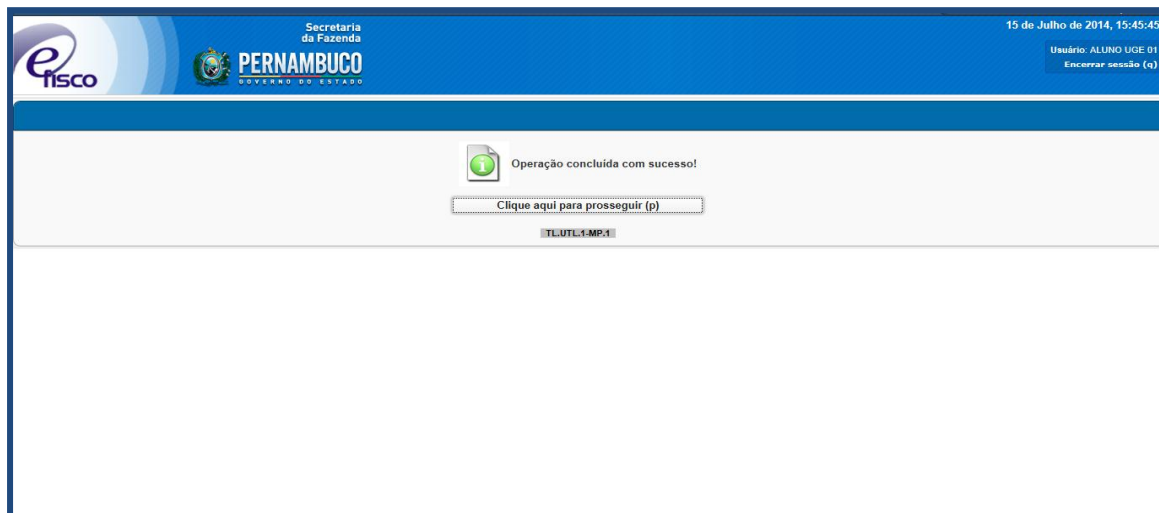 efisco
Secretaria
da Fazenda
PERNAMBUCO
GOVERNO DO ESTADO
15 de Julho de 2014, 15:45:45
Usuário: ALUNO UGE 01
Encerrar sessão (q)
Operação concluída com sucesso!
Clique aqui para prosseguir (p)
TL.UTL.1-MP.1